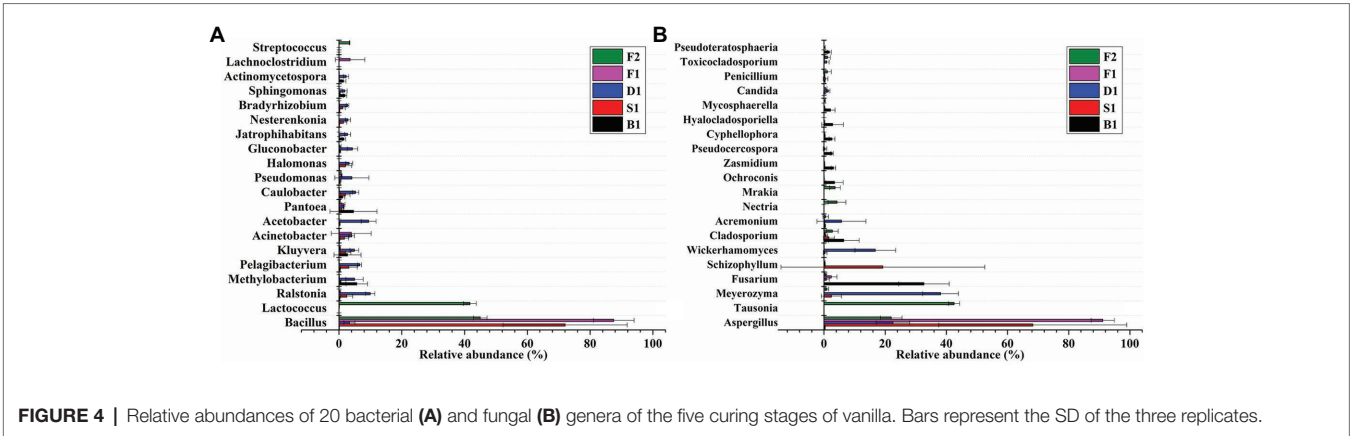 A
Streptococcus
Lachnoclostridium
Actinomycetospora
Sphingomonas
Bradyrhizobium
Nesterenkonia
Jatrophihabitans
Gluconobacter
Halomonas
Pseudomonas
Caulobacter
Pantoea
Acetobacter
Acinetobacter
Kluyvera
Pelagibacterium
Methylobacterium
Ralstonia
Lactococcus
Bacillus
F2
F1
D1
S1
B1
0 20 40 60 80 100
Relative abundance (%)
B
Pseudoteratosphaeria
Toxicocladosporium
Penicillium
Candida
Mycosphaerella
Hyalocladosporiella
Cyphellophora
Pseudocercospora
Zasmidium
Ochroconis
Mrakia
Nectria
Acremonium
Cladosporium
Wickerhamomyces
Schizophyllum
Fusarium
Meyerozyma
Tausonia
Aspergillus
F2
F1
D1
S1
B1
0 20 40 60 80 100
Relative abundance (%)
FIGURE 4 | Relative abundances of 20 bacterial (A) and fungal (B) genera of the five curing stages of vanilla. Bars represent the SD of the three replicates.